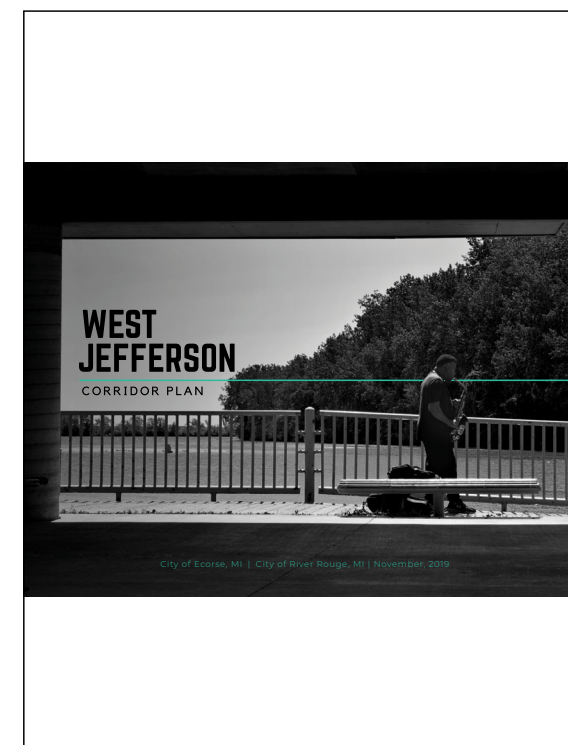 WEST
JEFFERSON
CORRIDOR PLAN
City of Ecorse, MI | City of River Rouge, MI | November, 2019